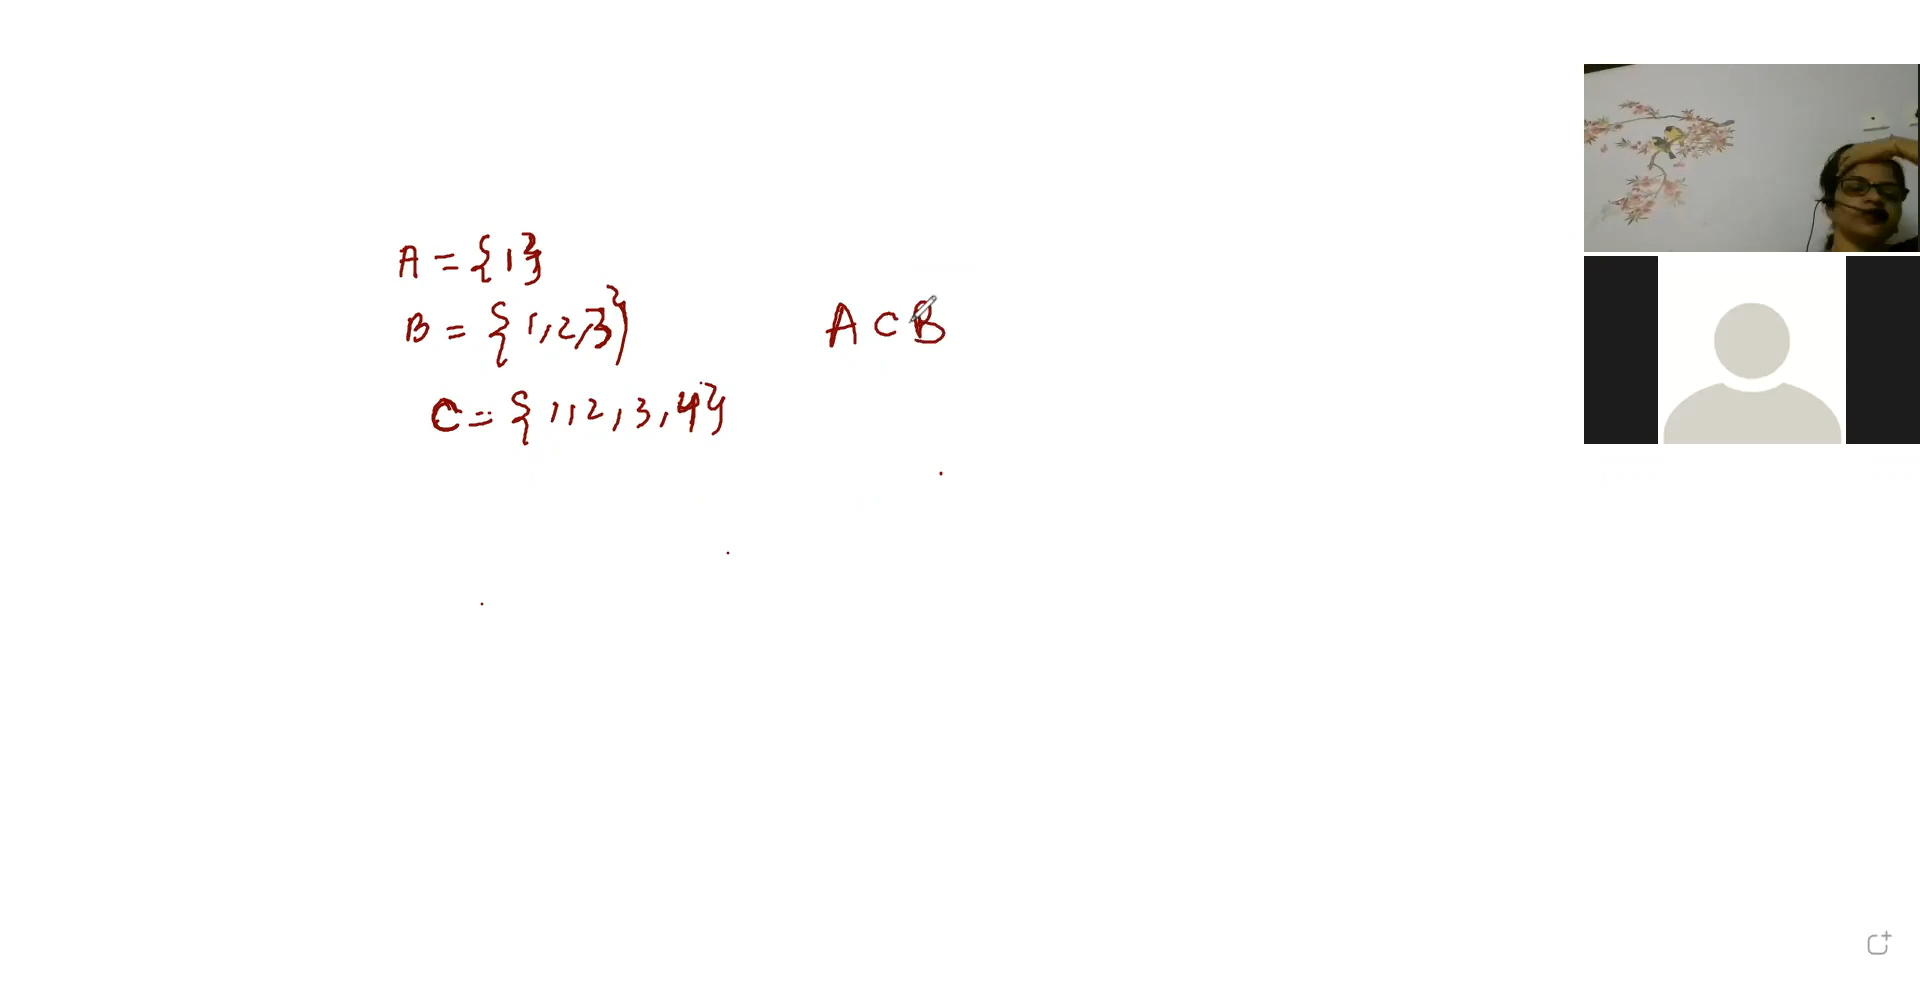 A = {1}
B = {1,2,3}
A ⊂ B
C = {1,2,3,4}